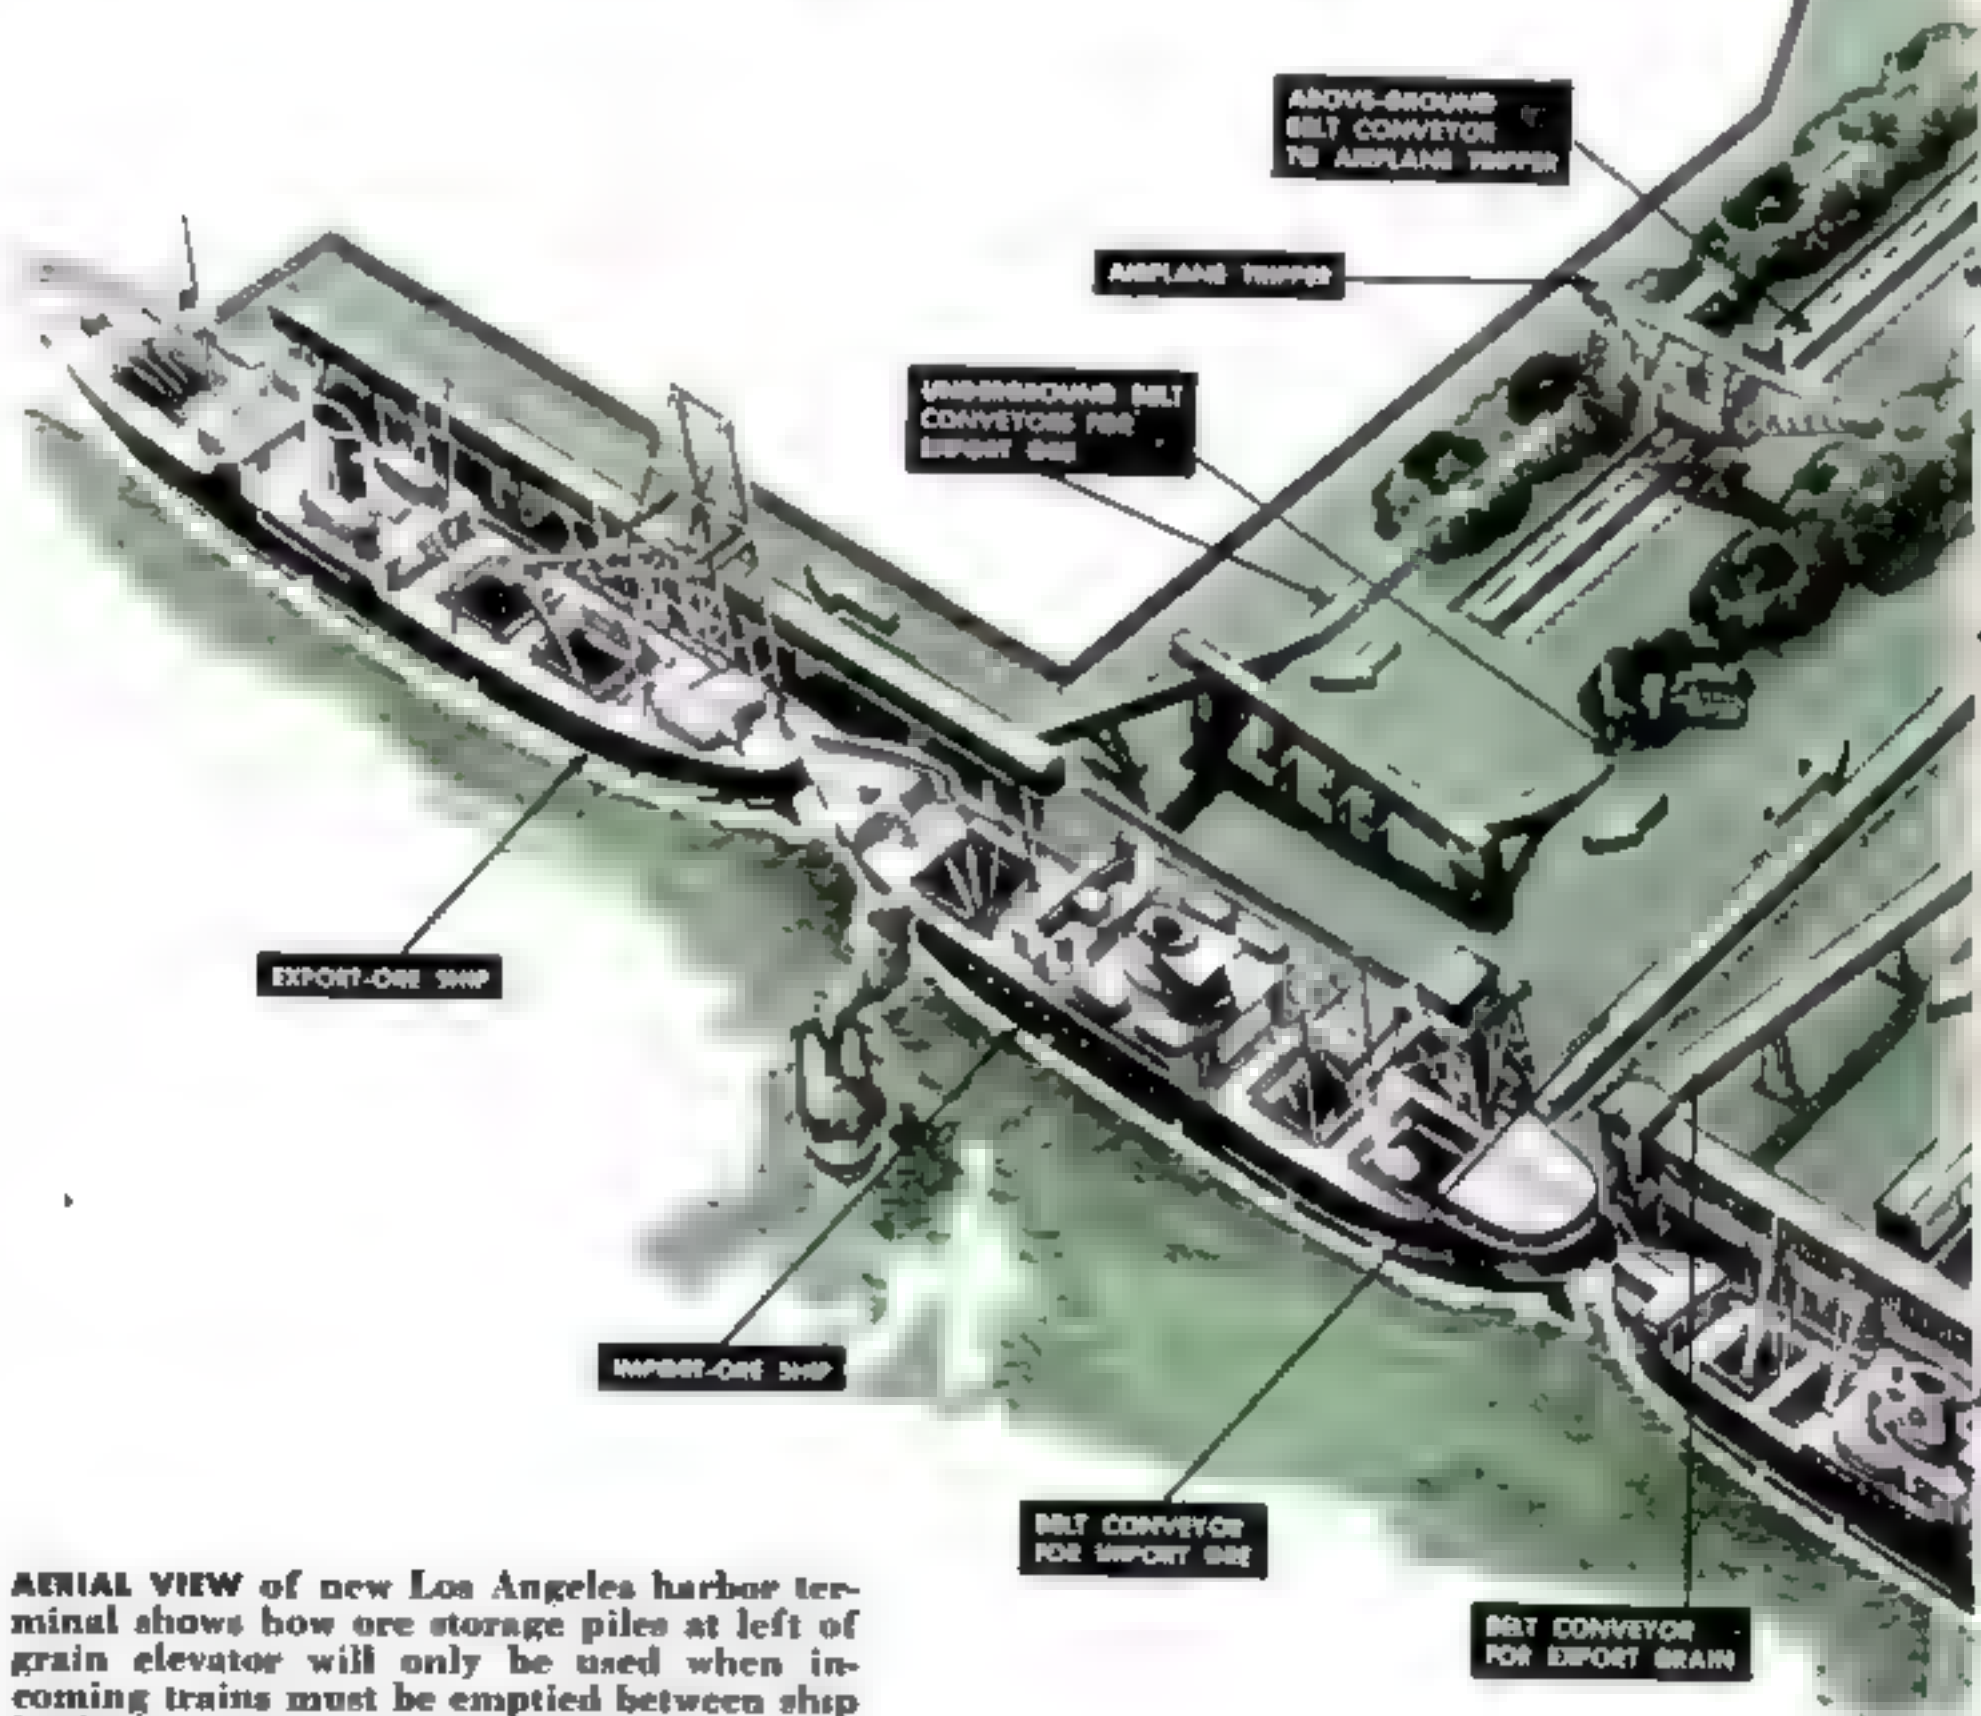 ABOVE-GROUND
BELT CONVEYOR
TO AIRPLANE TRIPPER
AIRPLANE TRIPPER
UNDERGROUND BELT
CONVEYORS FOR
EXPORT ORE
EXPORT-ORE SHIP
IMPORT-ORE SHIP
BELT CONVEYOR
FOR IMPORT ORE
BELT CONVEYOR
FOR EXPORT GRAIN
AERIAL VIEW of new Los Angeles harbor ter-
minal shows how ore storage piles at left of
grain elevator will only be used when in-
coming trains must be emptied between ship